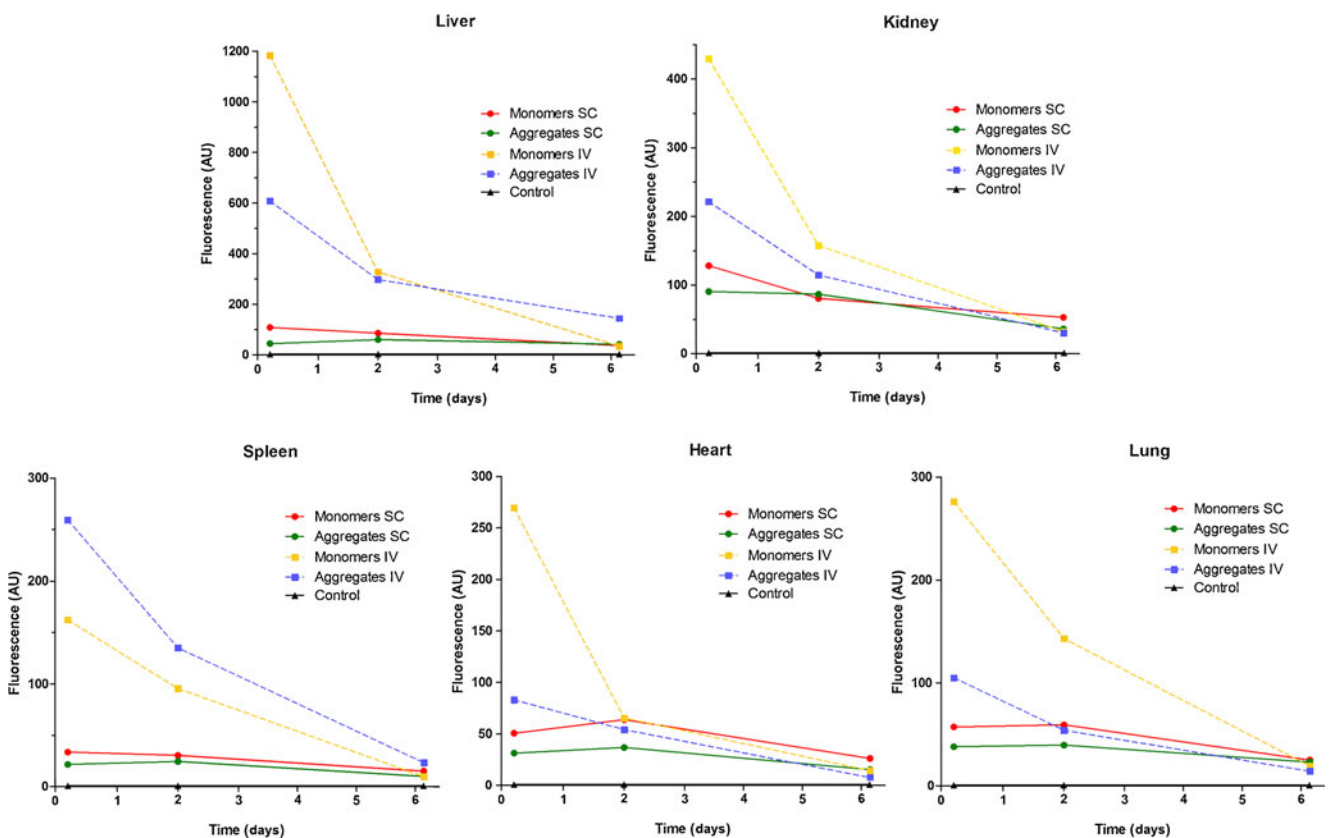 Liver
1200
1000
800
600
400
200
0
Fluorescence (AU)
Monomers SC
Aggregates SC
Monomers IV
Aggregates IV
Control
0 1 2 3 4 5 6
Time (days)
Kidney
400
300
200
100
0
Fluorescence (AU)
Monomers SC
Aggregates SC
Monomers IV
Aggregates IV
Control
0 1 2 3 4 5 6
Time (days)
Spleen
300
200
100
0
Fluorescence (AU)
Monomers SC
Aggregates SC
Monomers IV
Aggregates IV
Control
0 1 2 3 4 5 6
Time (days)
Heart
300
250
200
150
100
50
0
Fluorescence (AU)
Monomers SC
Aggregates SC
Monomers IV
Aggregates IV
Control
0 1 2 3 4 5 6
Time (days)
Lung
300
200
100
0
Fluorescence (AU)
Monomers SC
Aggregates SC
Monomers IV
Aggregates IV
Control
0 1 2 3 4 5 6
Time (days)